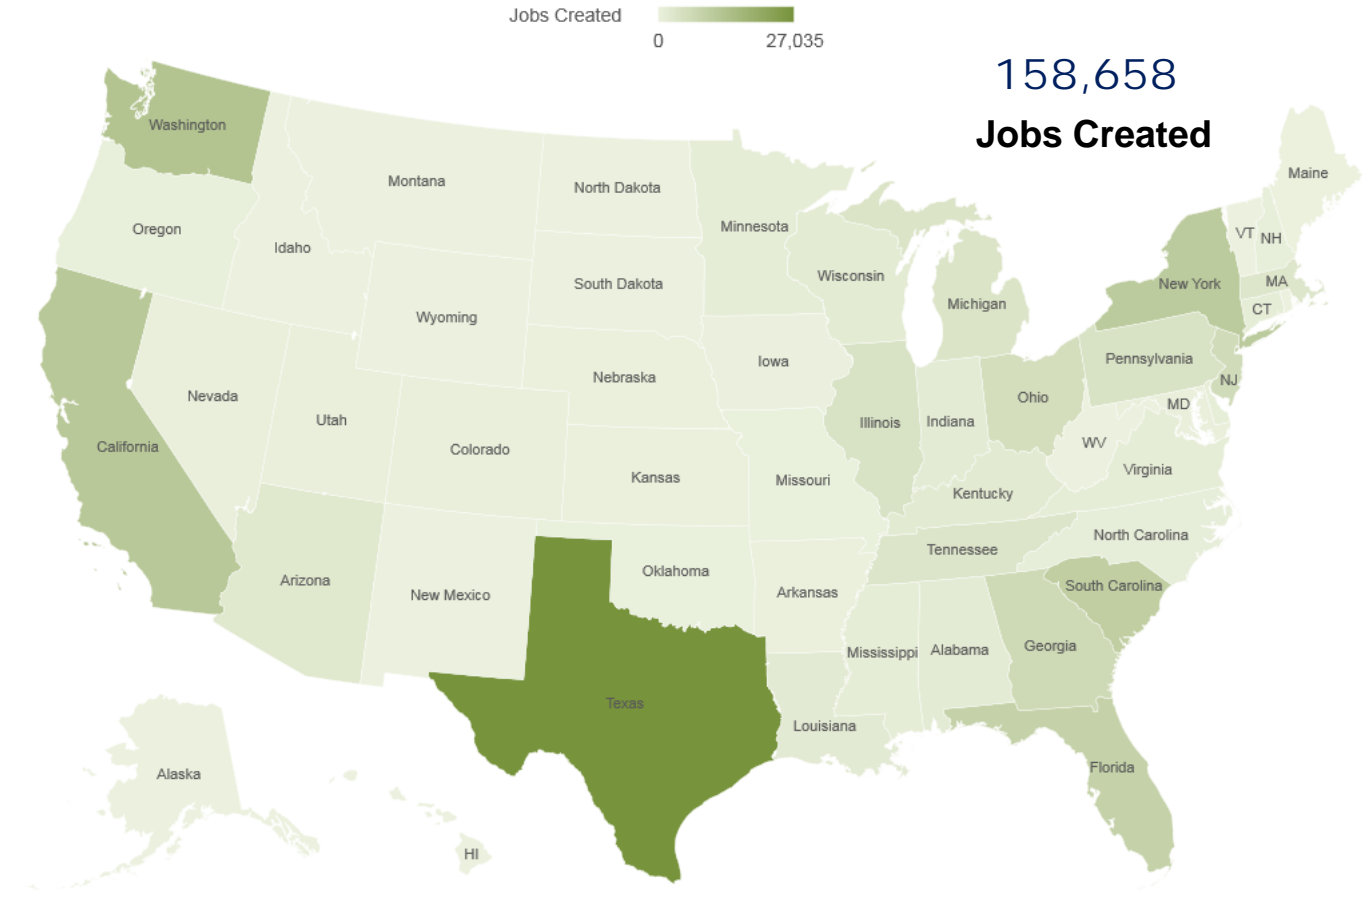 Jobs Created
0
27,035
158,658
Jobs Created
Washington
Montana
North Dakota
Minnesota
Maine
Oregon
Idaho
VT
NH
Wisconsin
South Dakota
New York
MA
Michigan
CT
Wyoming
Pennsylvania
Iowa
Nebraska
NJ
Nevada
Ohio
MD
Utah
Illinois
Indiana
California
Colorado
WV
Virginia
Kansas
Missouri
Kentucky
North Carolina
Tennessee
Arizona
Oklahoma
South Carolina
New Mexico
Arkansas
Georgia
Mississippi
Alabama
Texas
Louisiana
Florida
Alaska
HI